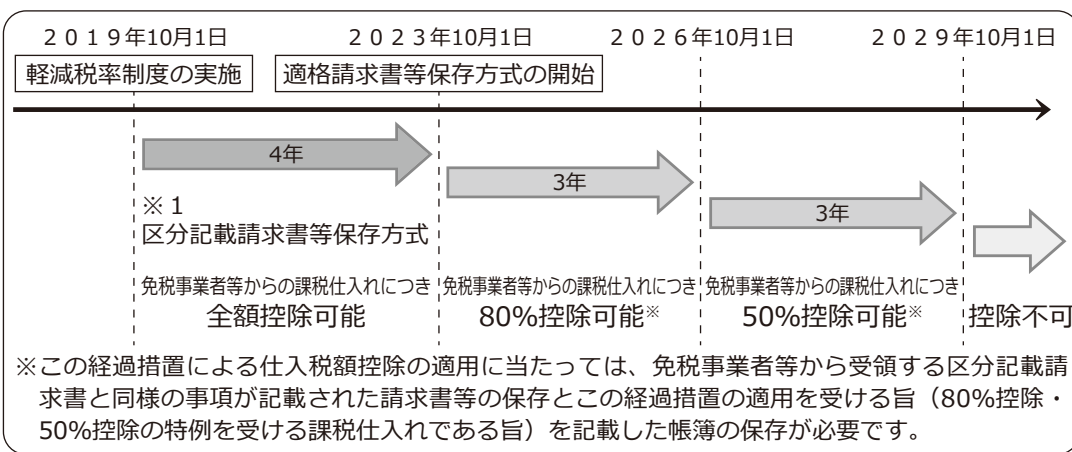 ２０１９年10月1日　２０２３年10月1日　２０２６年10月1日　２０２９年10月1日
軽減税率制度の実施　適格請求書等保存方式の開始
4年
3年
※１
3年
区分記載請求書等保存方式
免税事業者等からの課税仕入れにつき　免税事業者等からの課税仕入れにつき　免税事業者等からの課税仕入れにつき
全額控除可能　80%控除可能※　50%控除可能※　控除不可
※この経過措置による仕入税額控除の適用に当たっては、免税事業者等から受領する区分記載請
求書と同様の事項が記載された請求書等の保存とこの経過措置の適用を受ける旨（80%控除・
50%控除の特例を受ける課税仕入れである旨）を記載した帳簿の保存が必要です。